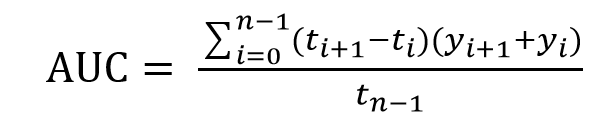 AUC = \frac{\sum_{i=0}^{n-1}(t_{i+1}-t_i)(y_{i+1}+y_i)}{t_{n-1}}